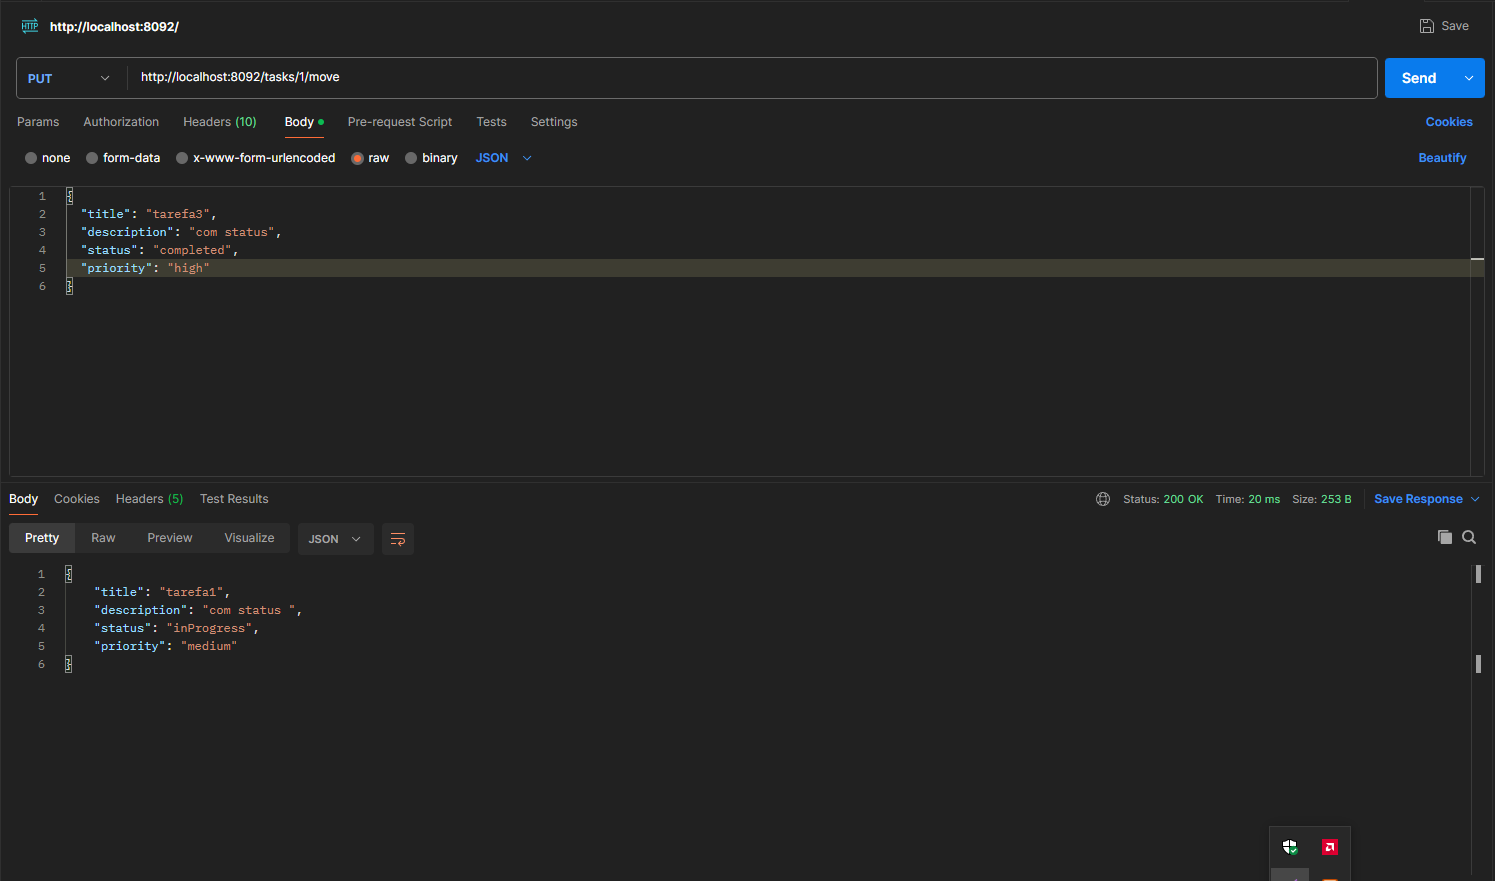 HTTP http://localhost:8092/ Save
PUT http://localhost:8092/tasks/1/move Send
Params Authorization Headers (10) Body Pre-request Script Tests Settings Cookies
none form-data x-www-form-urlencoded raw binary JSON Beautify
1 {
2 "title": "tarefa3",
3 "description": "com status",
4 "status": "completed",
5 "priority": "high"
6 }
Body Cookies Headers (5) Test Results Status: 200 OK Time: 20 ms Size: 253 B Save Response
Pretty Raw Preview Visualize JSON
1 {
2 "title": "tarefa1",
3 "description": "com status ",
4 "status": "inProgress",
5 "priority": "medium"
6 }